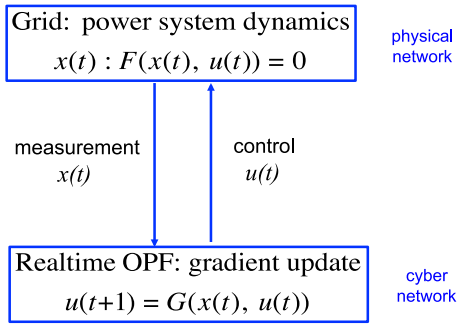 Grid: power system dynamics
x(t) : F(x(t), u(t)) = 0
physical
network
measurement
x(t)
control
u(t)
Realtime OPF: gradient update
u(t+1) = G(x(t), u(t))
cyber
network